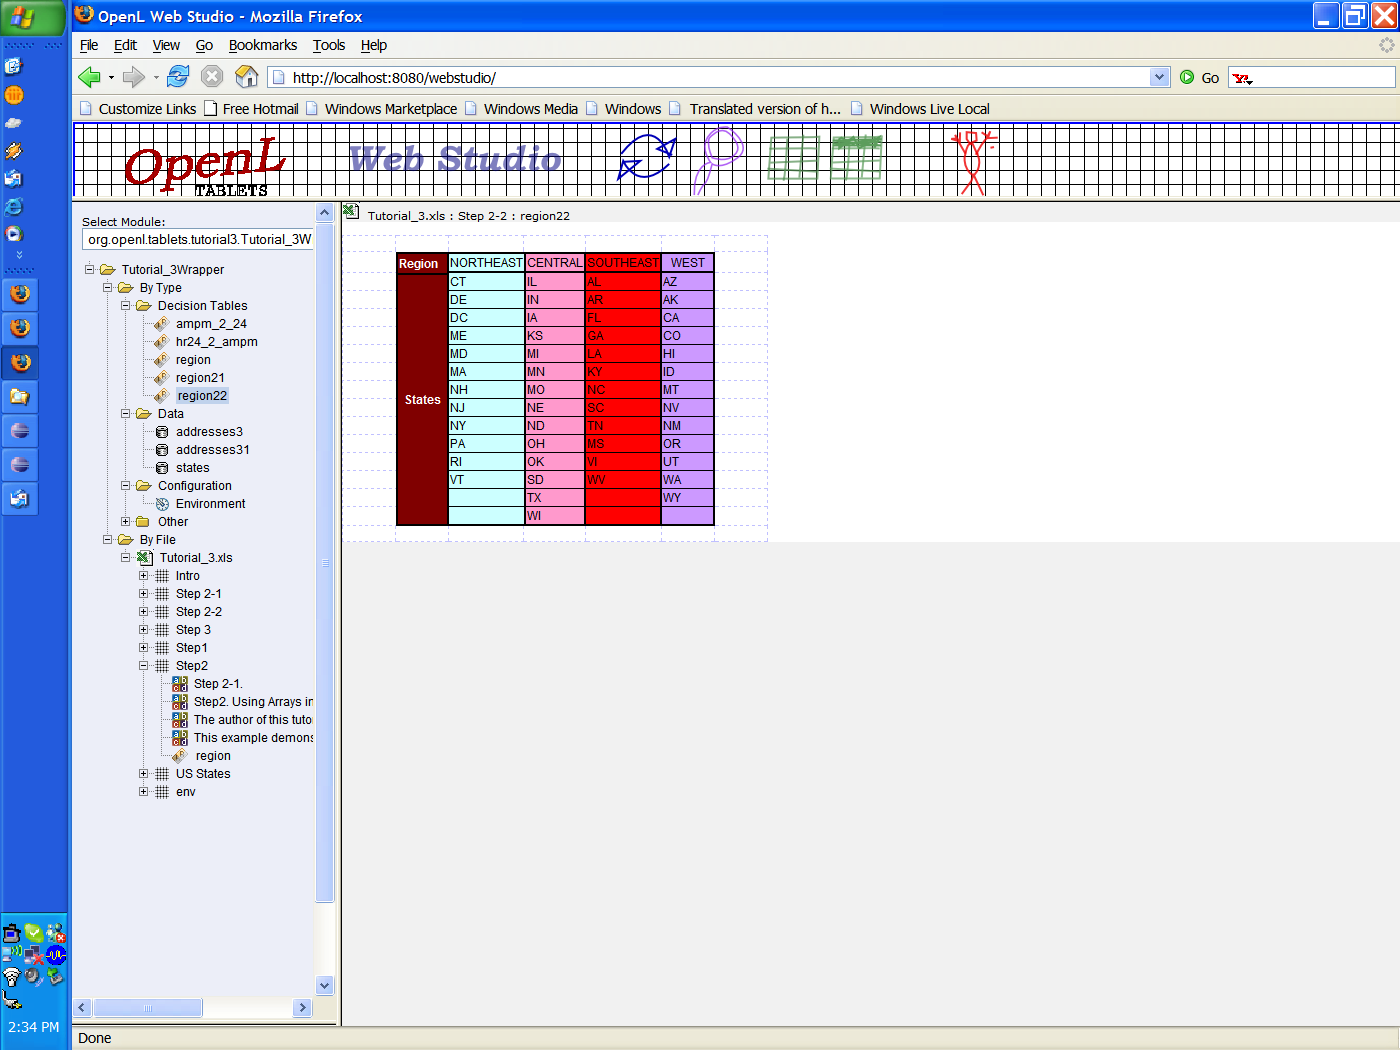 OpenL Web Studio - Mozilla Firefox
File Edit View Go Bookmarks Tools Help
http://localhost:8080/webstudio/ Go
Customize Links Free Hotmail Windows Marketplace Windows Media Windows Translated version of h... Windows Live Local
OpenL Web Studio
TABLETS
Select Module:
org.openl.tablets.tutorial3.Tutorial_3W
Tutorial_3Wrapper
By Type
Decision Tables
ampm_2_24
hr24_2_ampm
region
region21
region22
Data
addresses3
addresses31
states
Configuration
Environment
Other
By File
Tutorial_3.xls
Intro
Step 2-1
Step 2-2
Step 3
Step1
Step2
Step 2-1.
Step2. Using Arrays in
The author of this tuto
This example demons
region
US States
env
Tutorial_3.xls : Step 2-2 : region22
Region NORTHEAST CENTRAL SOUTHEAST WEST
States
CT IL AL AZ
DE IN AR AK
DC IA FL CA
ME KS GA CO
MD MI LA HI
MA MN KY ID
NH MO NC MT
NJ NE SC NV
NY ND TN NM
PA OH MS OR
RI OK VI UT
VT SD WV WA
TX WY
WI
2:34 PM
Done